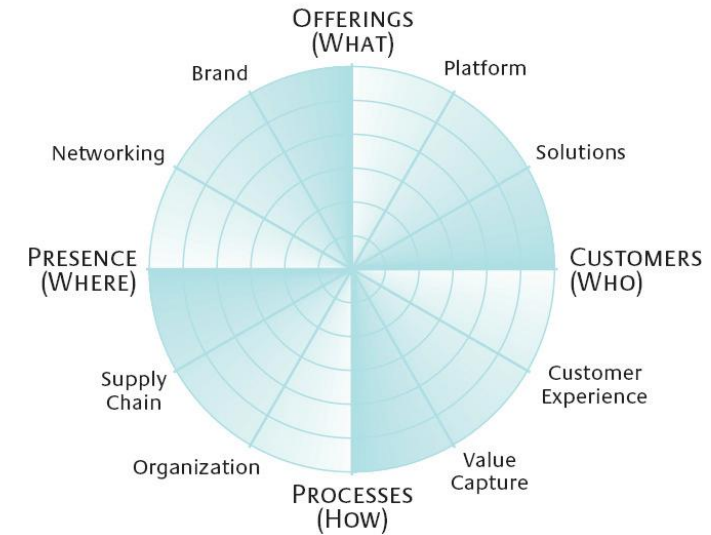 OFFERINGS
(WHAT)
Brand
Platform
Networking
Solutions
PRESENCE
(WHERE)
CUSTOMERS
(WHO)
Supply
Chain
Customer
Experience
Organization
Value
Capture
PROCESSES
(HOW)